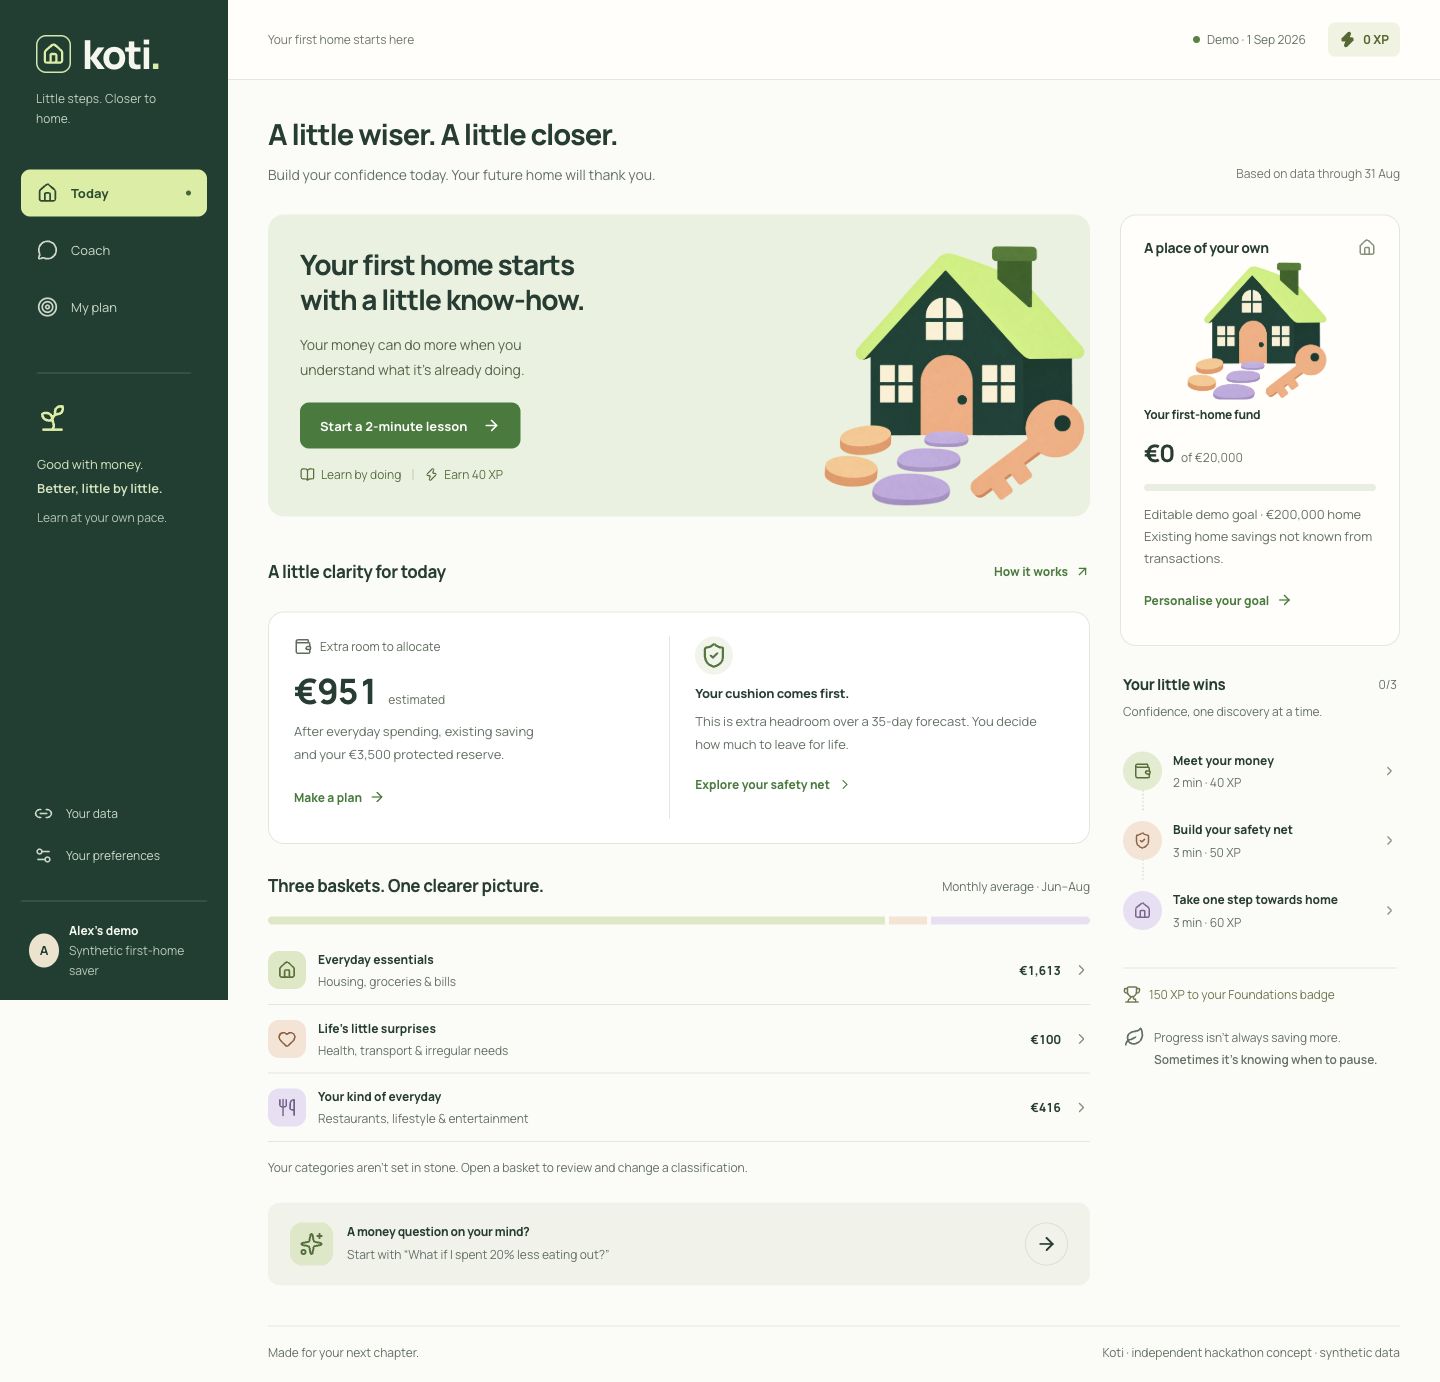 koti.
Little steps. Closer to
home.
Today
Coach
My plan
Good with money.
Better, little by little.
Learn at your own pace.
Your data
Your preferences
A
Alex's demo
Synthetic first-home
saver
Your first home starts here
Demo · 1 Sep 2026
0 XP
A little wiser. A little closer.
Build your confidence today. Your future home will thank you.
Based on data through 31 Aug
Your first home starts
with a little know-how.
Your money can do more when you
understand what it's already doing.
Start a 2-minute lesson
Learn by doing
Earn 40 XP
A little clarity for today
How it works
Extra room to allocate
€951 estimated
After everyday spending, existing saving
and your €3,500 protected reserve.
Make a plan
Your cushion comes first.
This is extra headroom over a 35-day forecast. You decide
how much to leave for life.
Explore your safety net
Three baskets. One clearer picture.
Monthly average · Jun–Aug
Everyday essentials
Housing, groceries & bills
€1,613
Life's little surprises
Health, transport & irregular needs
€100
Your kind of everyday
Restaurants, lifestyle & entertainment
€416
Your categories aren't set in stone. Open a basket to review and change a classification.
A money question on your mind?
Start with “What if I spent 20% less eating out?”
A place of your own
Your first-home fund
€0 of €20,000
Editable demo goal · €200,000 home
Existing home savings not known from
transactions.
Personalise your goal
Your little wins
0/3
Confidence, one discovery at a time.
Meet your money
2 min · 40 XP
Build your safety net
3 min · 50 XP
Take one step towards home
3 min · 60 XP
150 XP to your Foundations badge
Progress isn't always saving more.
Sometimes it's knowing when to pause.
Made for your next chapter.
Koti · independent hackathon concept · synthetic data